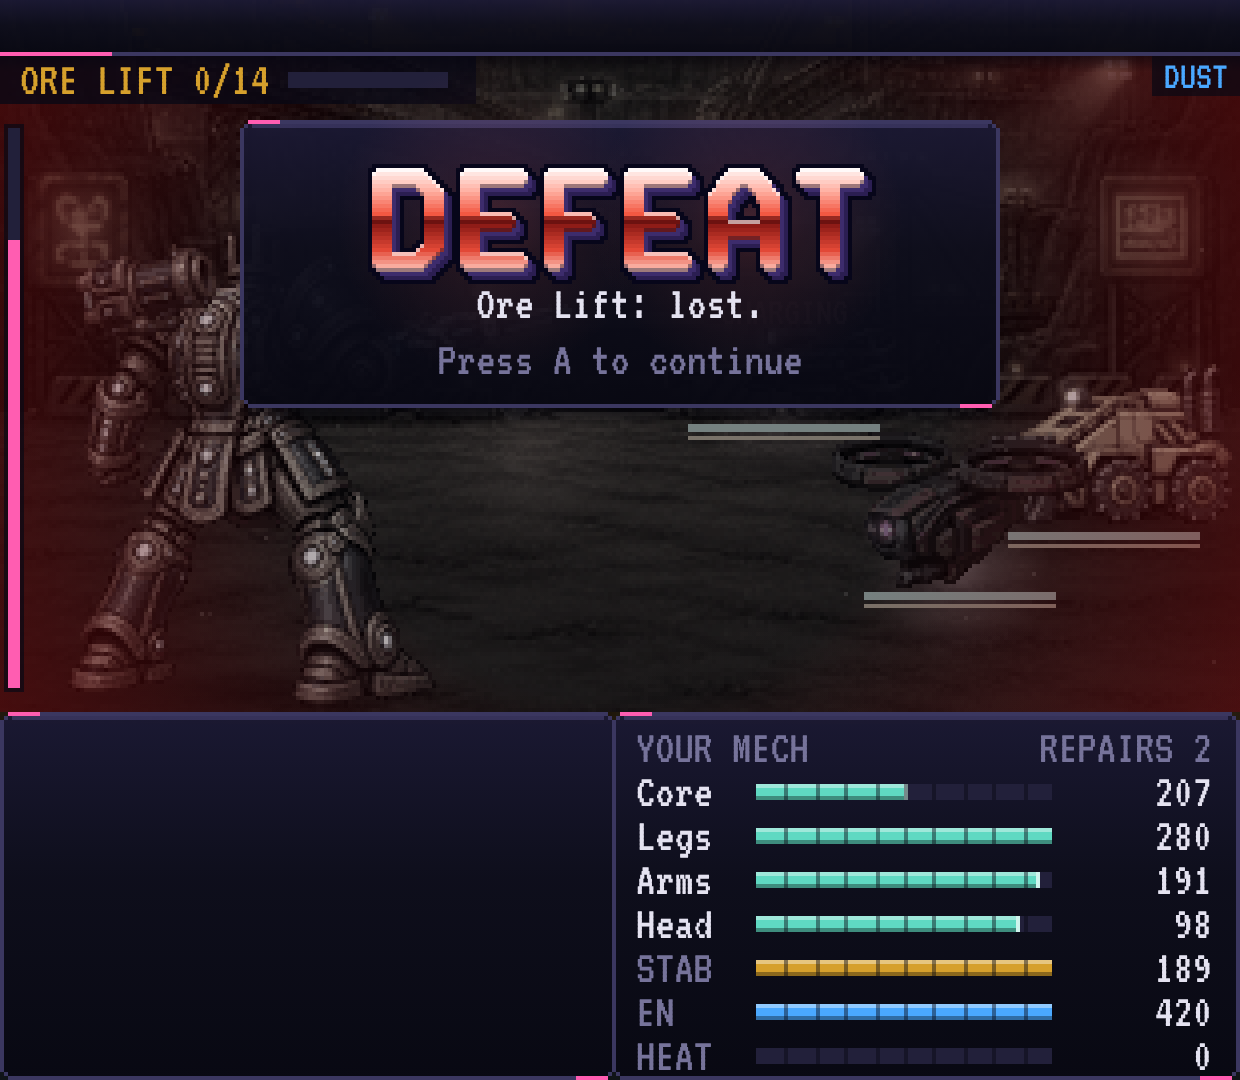 ORE LIFT 0/14
DUST
DEFEAT
Ore Lift: lost.
Press A to continue
YOUR MECH REPAIRS 2
Core 207
Legs 280
Arms 191
Head 98
STAB 189
EN 420
HEAT 0